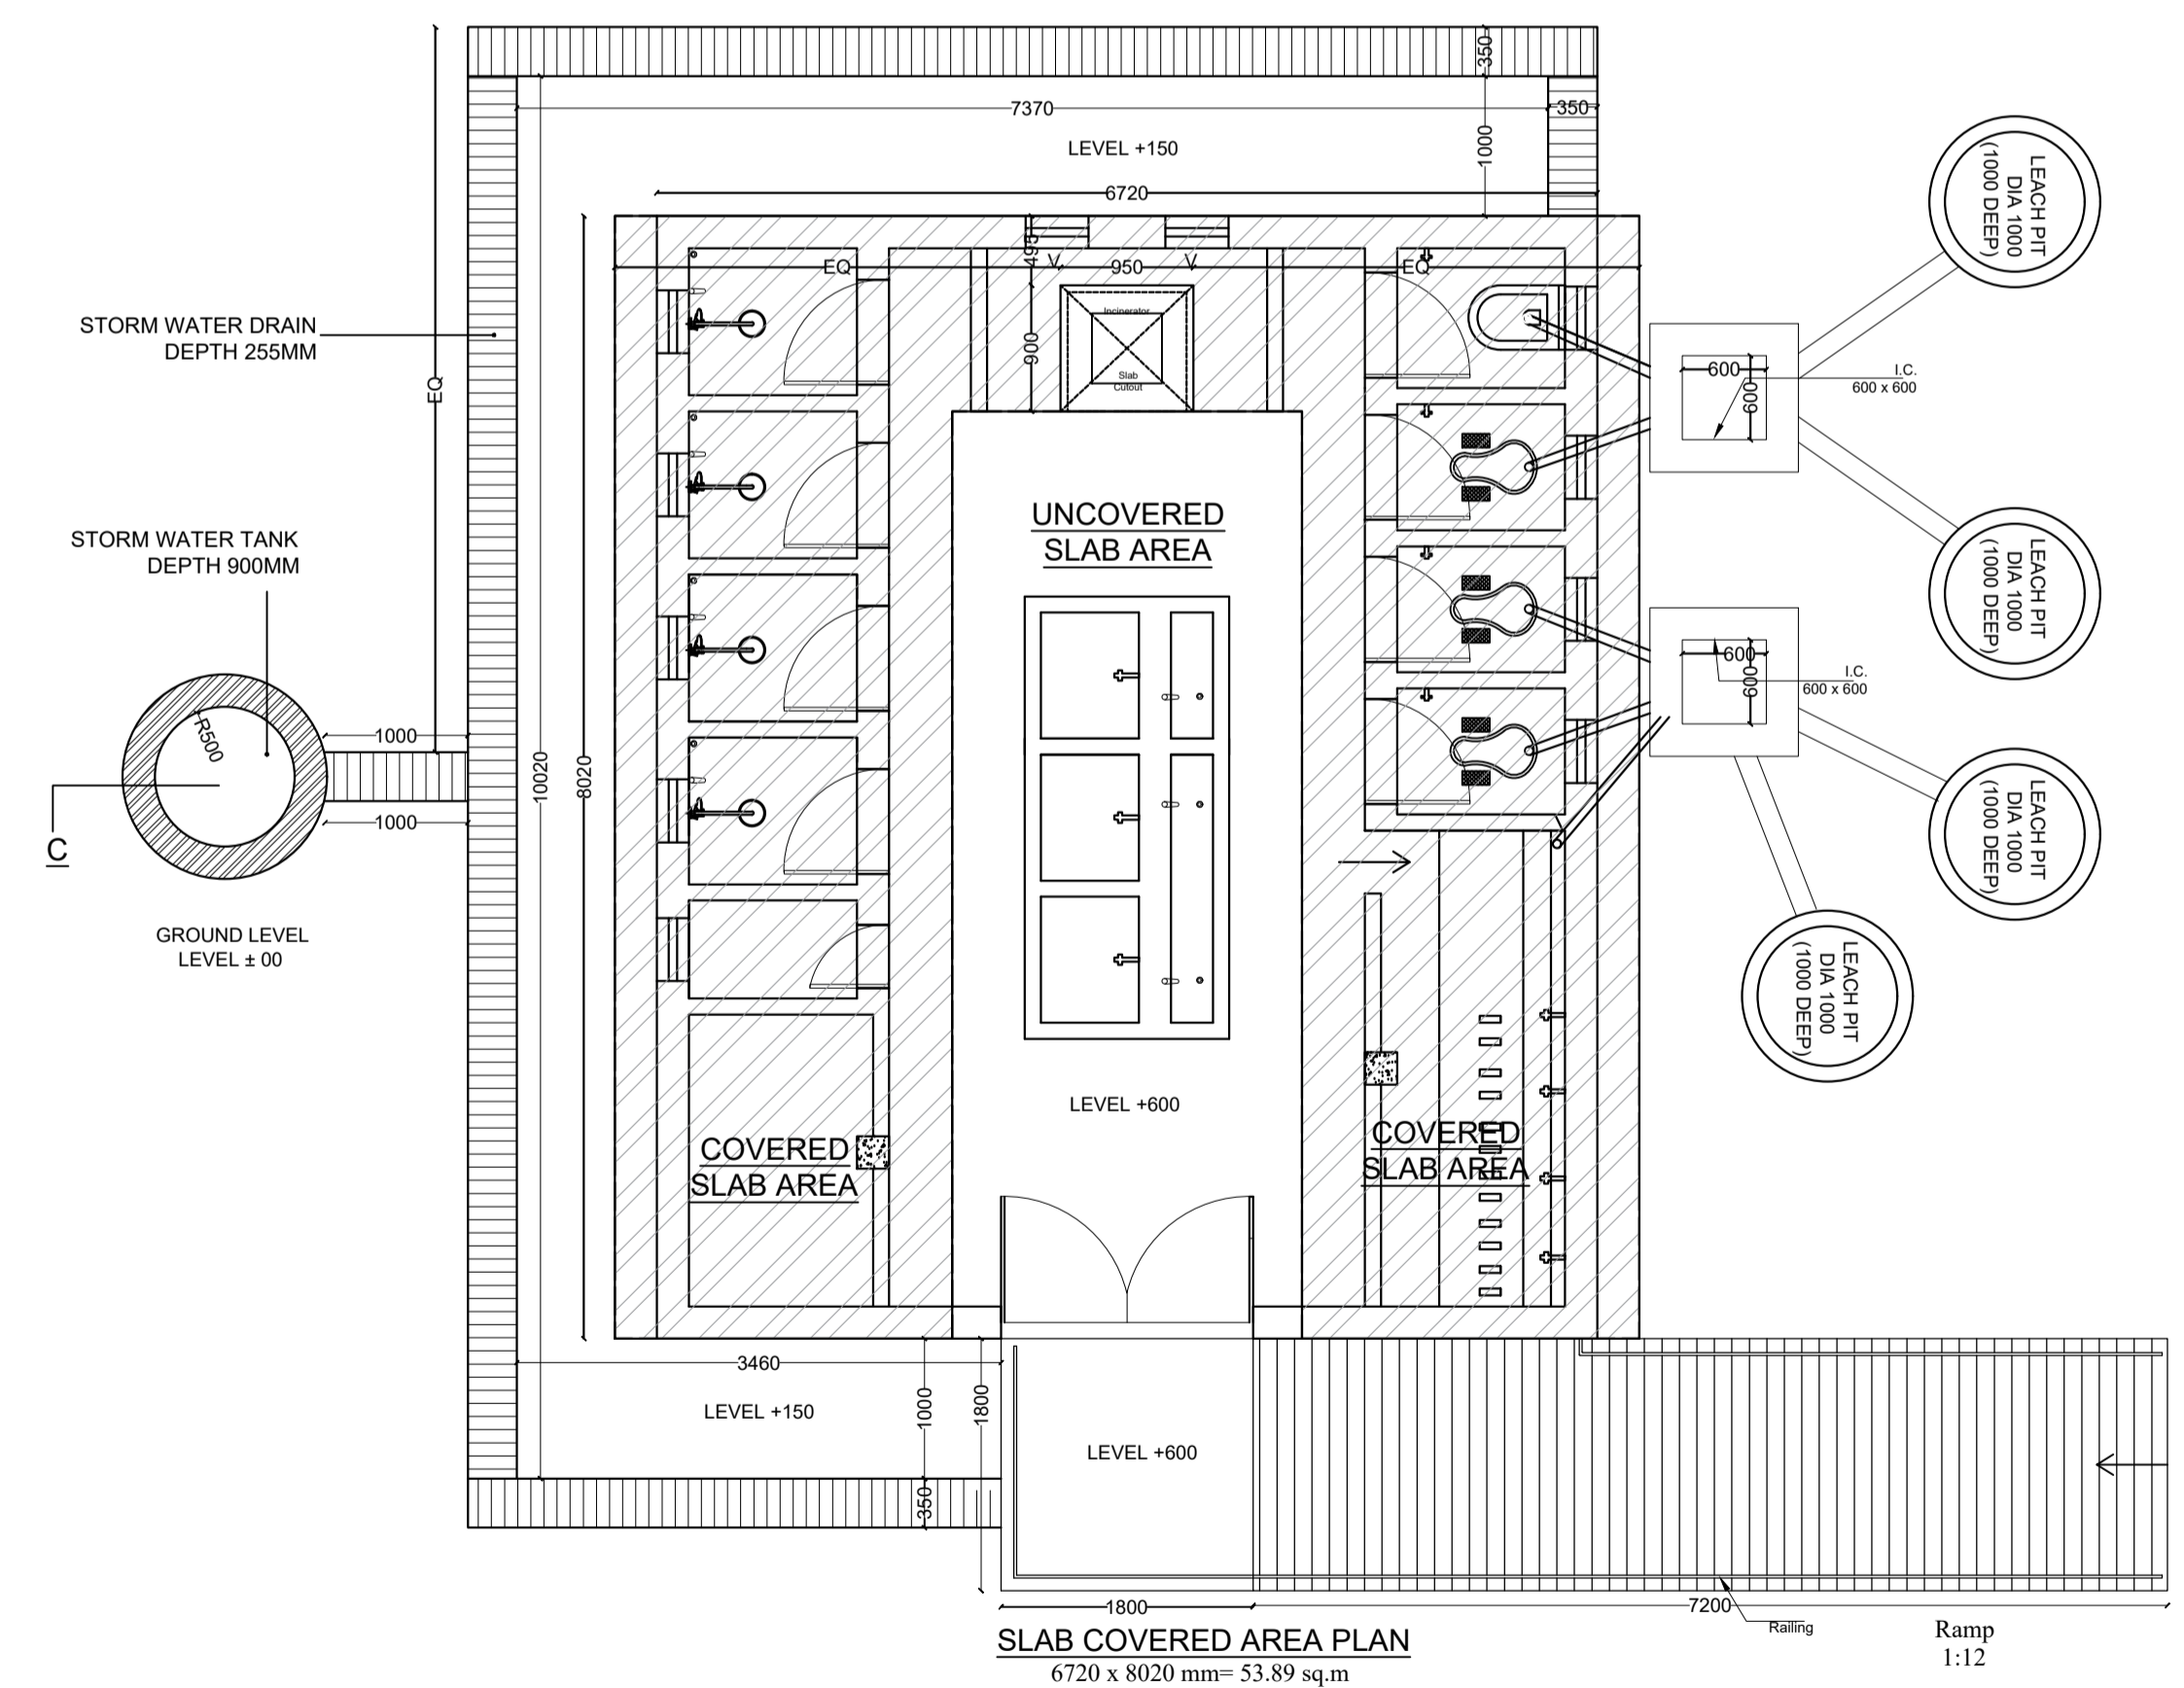 350
7370
350
LEVEL +150
1000
6720
LEACH PIT
DIA 1000
(1000 DEEP)
495
EQ
V
950
V
EQ
Incinerator
900
Slab
Cutout
STORM WATER DRAIN
DEPTH 255MM
EQ
600
600
I.C.
600 x 600
UNCOVERED
SLAB AREA
STORM WATER TANK
DEPTH 900MM
LEACH PIT
DIA 1000
(1000 DEEP)
600
600
I.C.
600 x 600
R500
1000
1000
10020
8020
C
LEACH PIT
DIA 1000
(1000 DEEP)
GROUND LEVEL
LEVEL ± 00
LEACH PIT
DIA 1000
(1000 DEEP)
LEVEL +600
COVERED
SLAB AREA
COVERED
SLAB AREA
3460
LEVEL +150
1000
1800
LEVEL +600
350
1800
7200
Railing
Ramp
1:12
SLAB COVERED AREA PLAN
6720 x 8020 mm= 53.89 sq.m